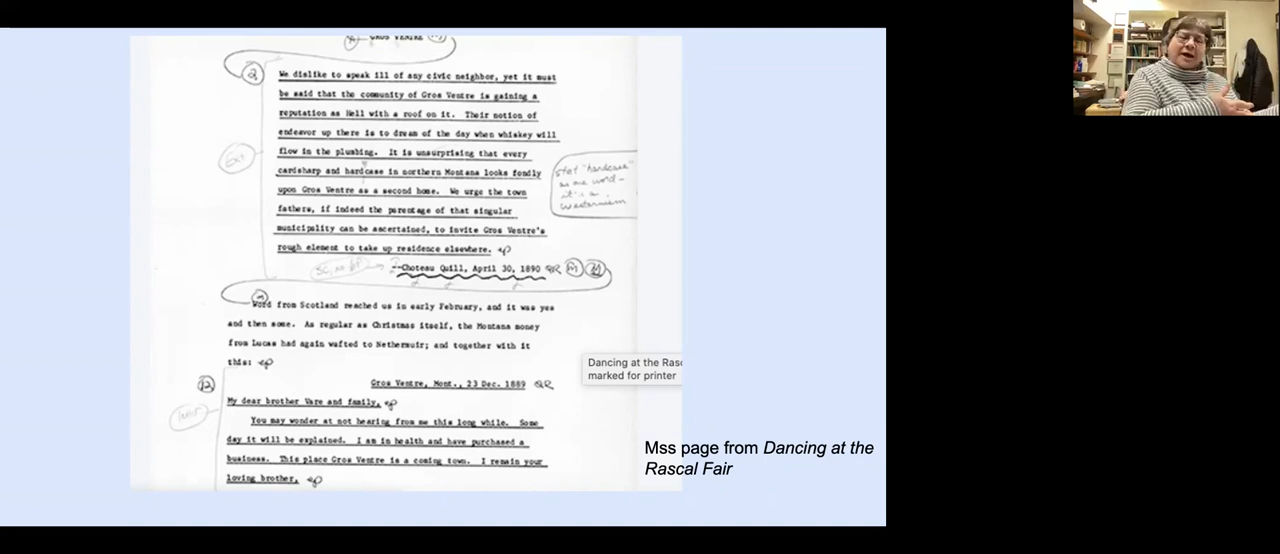 GROS VENTRE
2
We dislike to speak ill of any civic neighbor, yet it must
be said that the community of Gros Ventre is gaining a
reputation as Hell with a roof on it. Their notion of
endeavor up there is to dream of the day when whiskey will
flow in the plumbing. It is unsurprising that every
cardsharp and hardcase in northern Montana looks fondly
upon Gros Ventre as a second home. We urge the town
fathers, if indeed the parentage of that singular
municipality can be ascertained, to invite Gros Ventre's
rough element to take up residence elsewhere.
Ext
stet "hardcase"
as one word—
it's a
Westernism
--Choteau Quill, April 30, 1890 QR M
Word from Scotland reached us in early February, and it was yes
and then some. As regular as Christmas itself, the Montana money
from Lucas had again wafted to Nethermuir; and together with it
this:
12
Gros Ventre, Mont., 23 Dec. 1889 QR
My dear brother Vare and family,
You may wonder at not hearing from me this long while. Some
day it will be explained. I am in health and have purchased a
business. This place Gros Ventre is a coming town. I remain your
loving brother,
Dancing at the Rasc
marked for printer
Mss page from Dancing at the
Rascal Fair